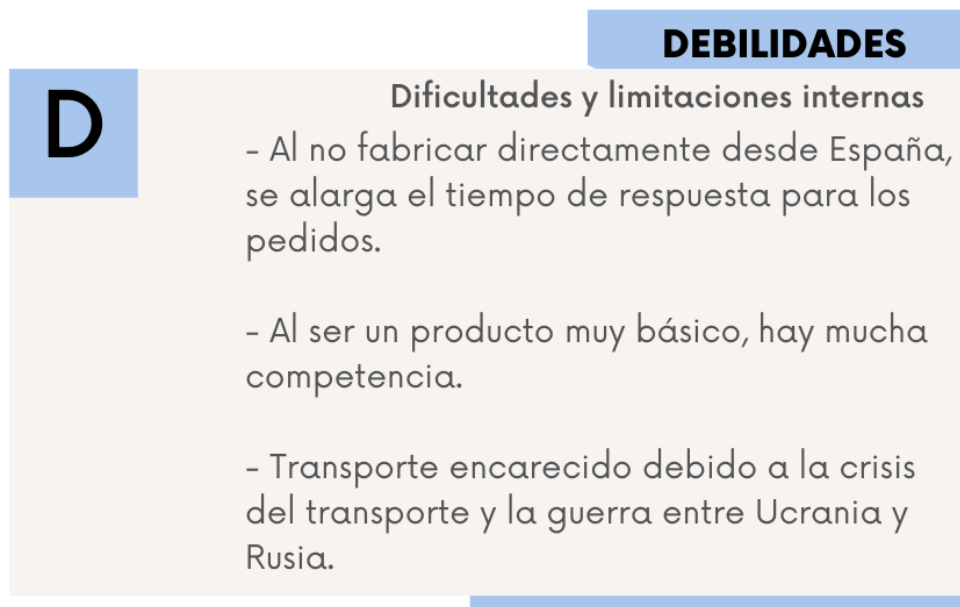 DEBILIDADES
D
Dificultades y limitaciones internas
- Al no fabricar directamente desde España,
se alarga el tiempo de respuesta para los
pedidos.
- Al ser un producto muy básico, hay mucha
competencia.
- Transporte encarecido debido a la crisis
del transporte y la guerra entre Ucrania y
Rusia.